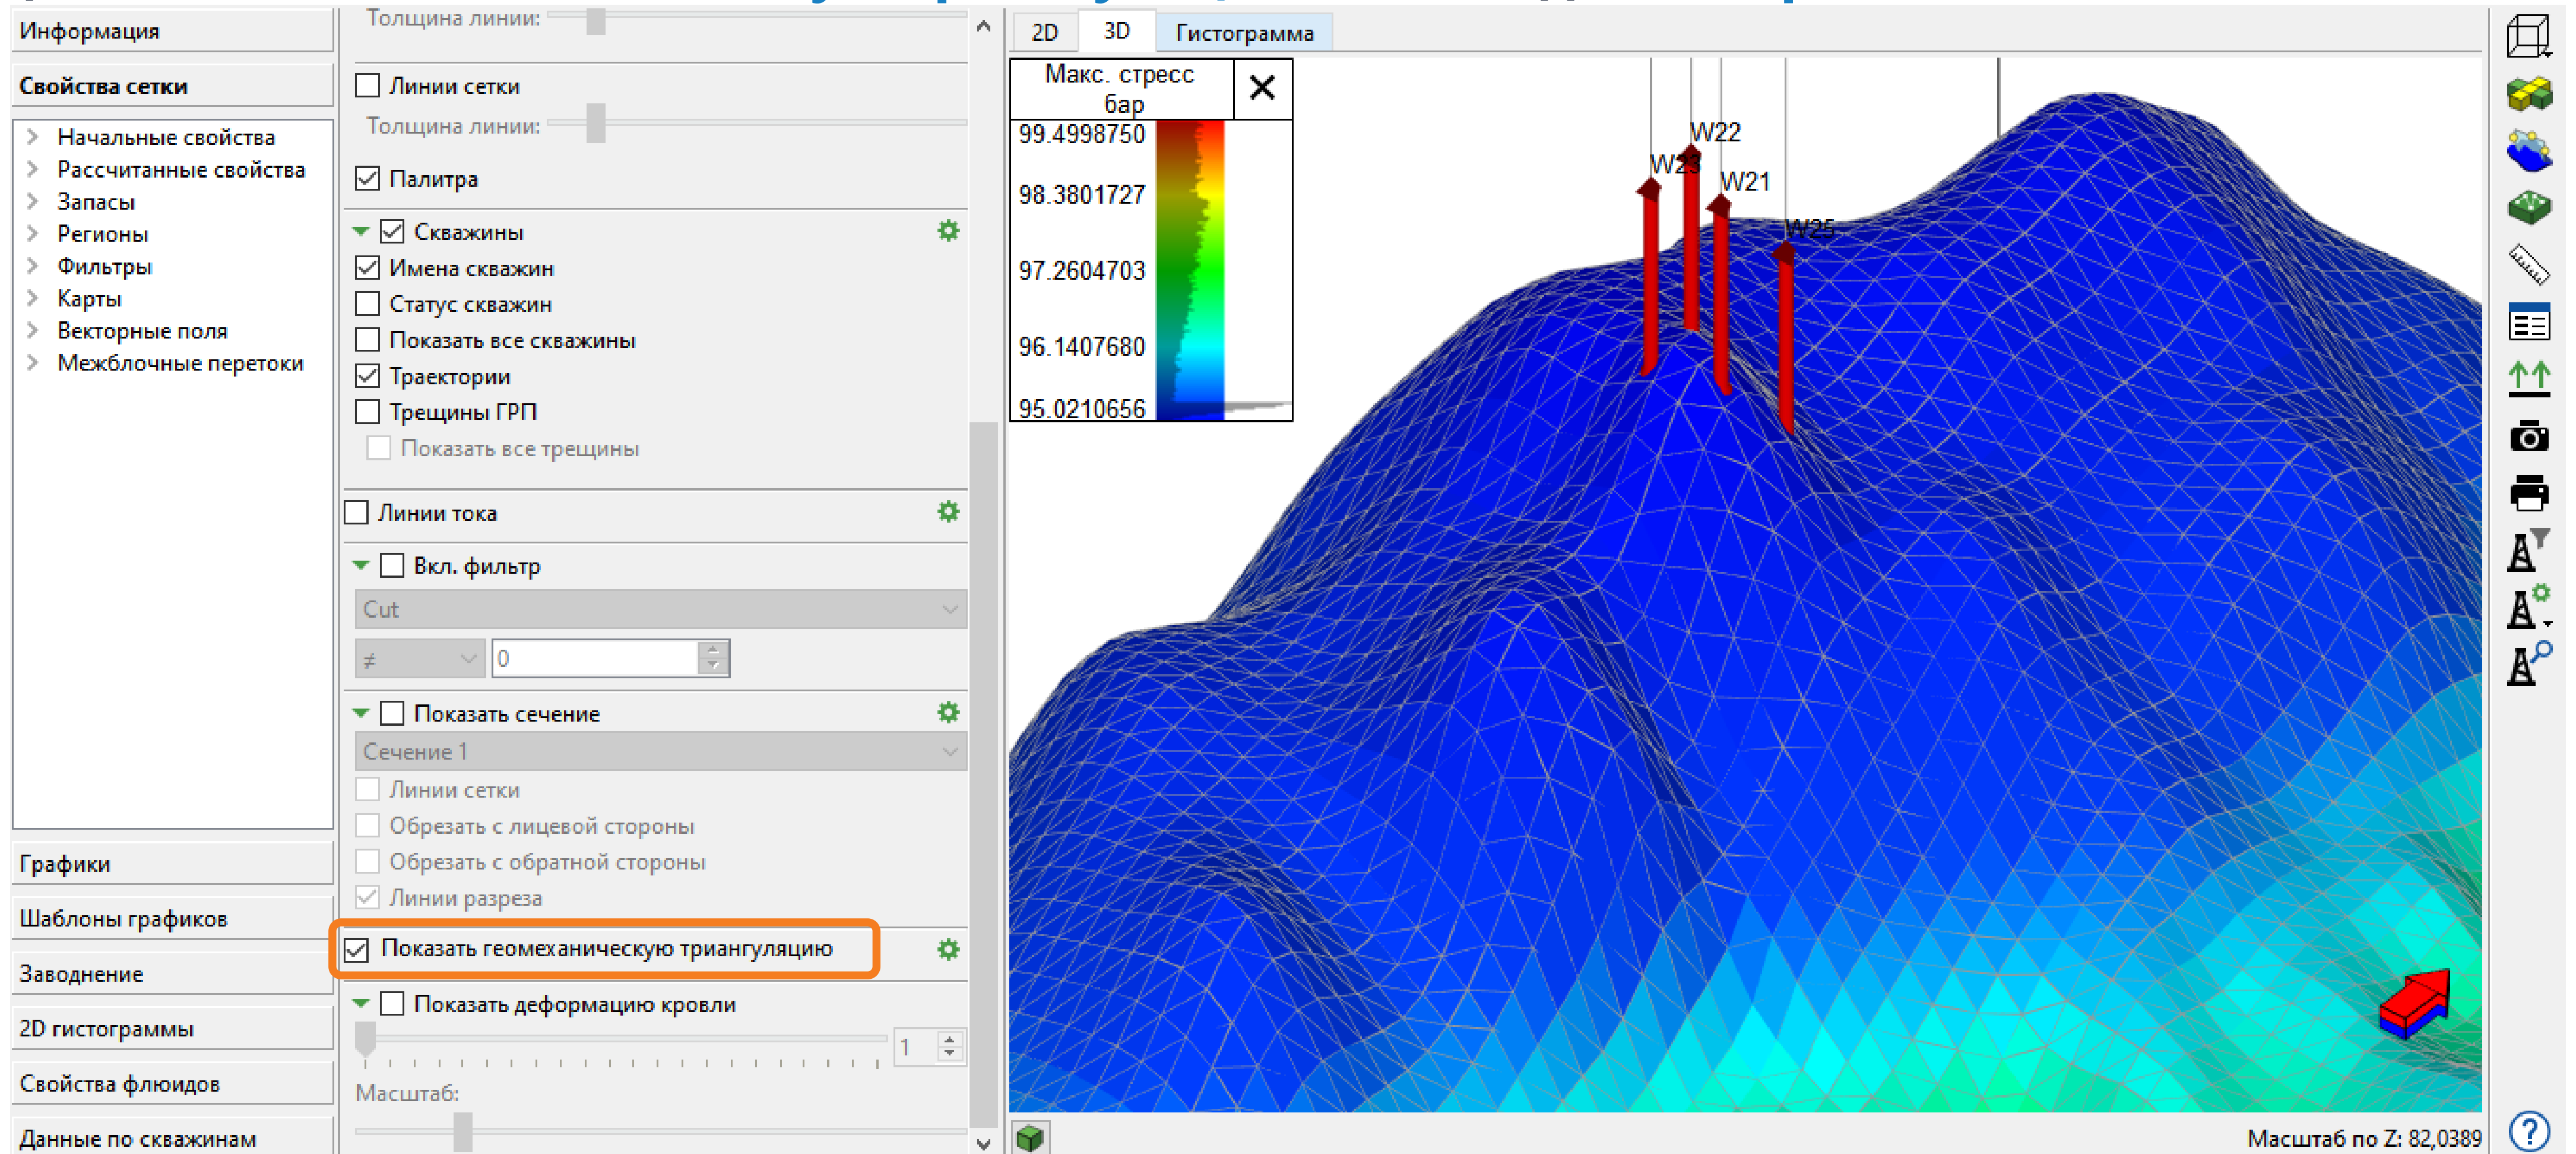 Информация
Свойства сетки
Начальные свойства
Рассчитанные свойства
Запасы
Регионы
Фильтры
Карты
Векторные поля
Межблочные перетоки
Графики
Шаблоны графиков
Заводнение
2D гистограммы
Свойства флюидов
Данные по скважинам
Толщина линии:
Линии сетки
Толщина линии:
Палитра
Скважины
Имена скважин
Статус скважин
Показать все скважины
Траектории
Трещины ГРП
Показать все трещины
Линии тока
Вкл. фильтр
Cut
≠ 0
Показать сечение
Сечение 1
Линии сетки
Обрезать с лицевой стороны
Обрезать с обратной стороны
Линии разреза
Показать геомеханическую триангуляцию
Показать деформацию кровли
1
Масштаб:
2D 3D Гистограмма
Макс. стресс
бар
99.4998750
98.3801727
97.2604703
96.1407680
95.0210656
W22
W23
W21
W25
Масштаб по Z: 82,0389